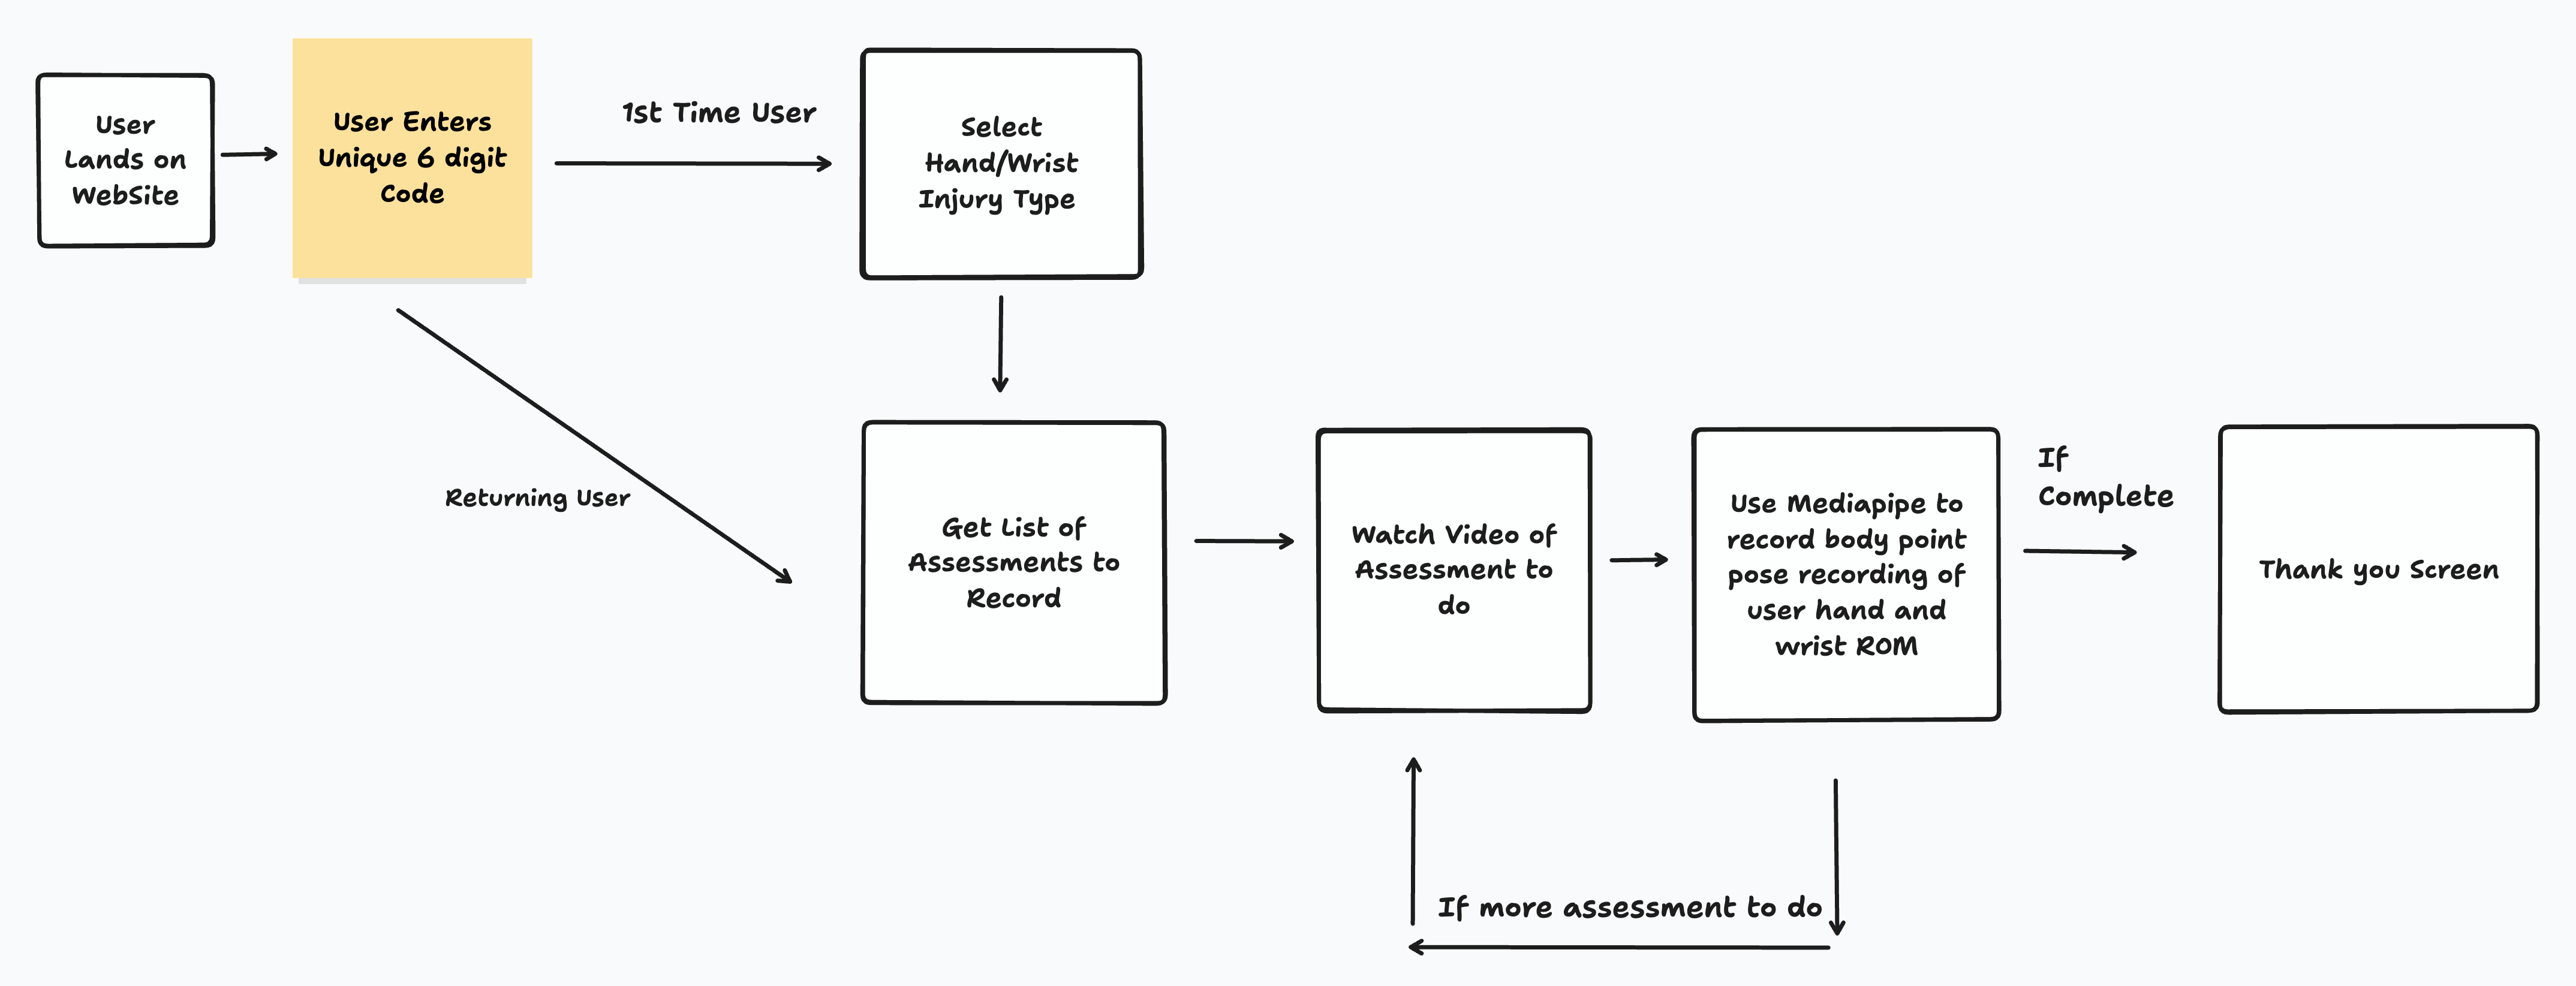 User
Lands on
WebSite
User Enters
Unique 6 digit
Code
1st Time User
Select
Hand/Wrist
Injury Type
Returning User
Get List of
Assessments to
Record
Watch Video of
Assessment to
do
Use Mediapipe to
record body point
pose recording of
user hand and
wrist ROM
If
Complete
Thank you Screen
If more assessment to do